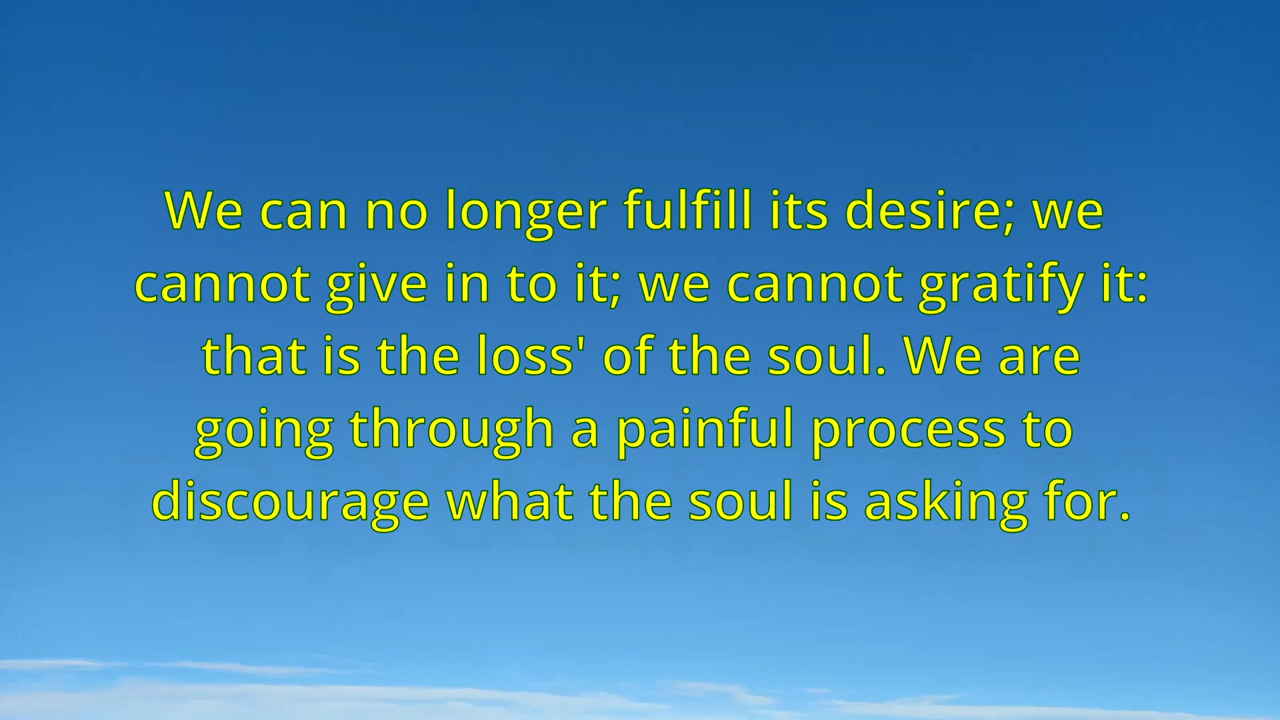 We can no longer fulfill its desire; we
cannot give in to it; we cannot gratify it:
that is the loss' of the soul. We are
going through a painful process to
discourage what the soul is asking for.